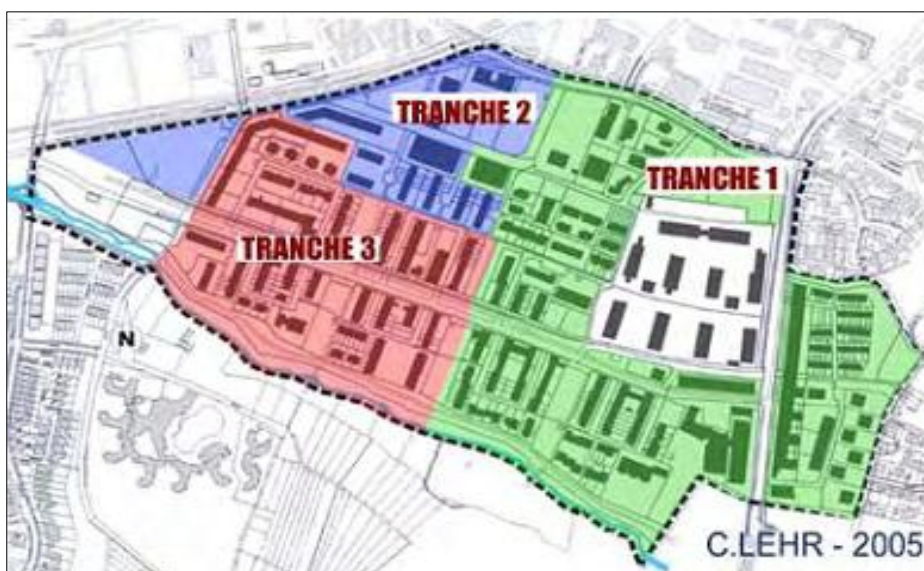 TRANCHE 2
TRANCHE 1
TRANCHE 3
N
C.LEHR - 2005